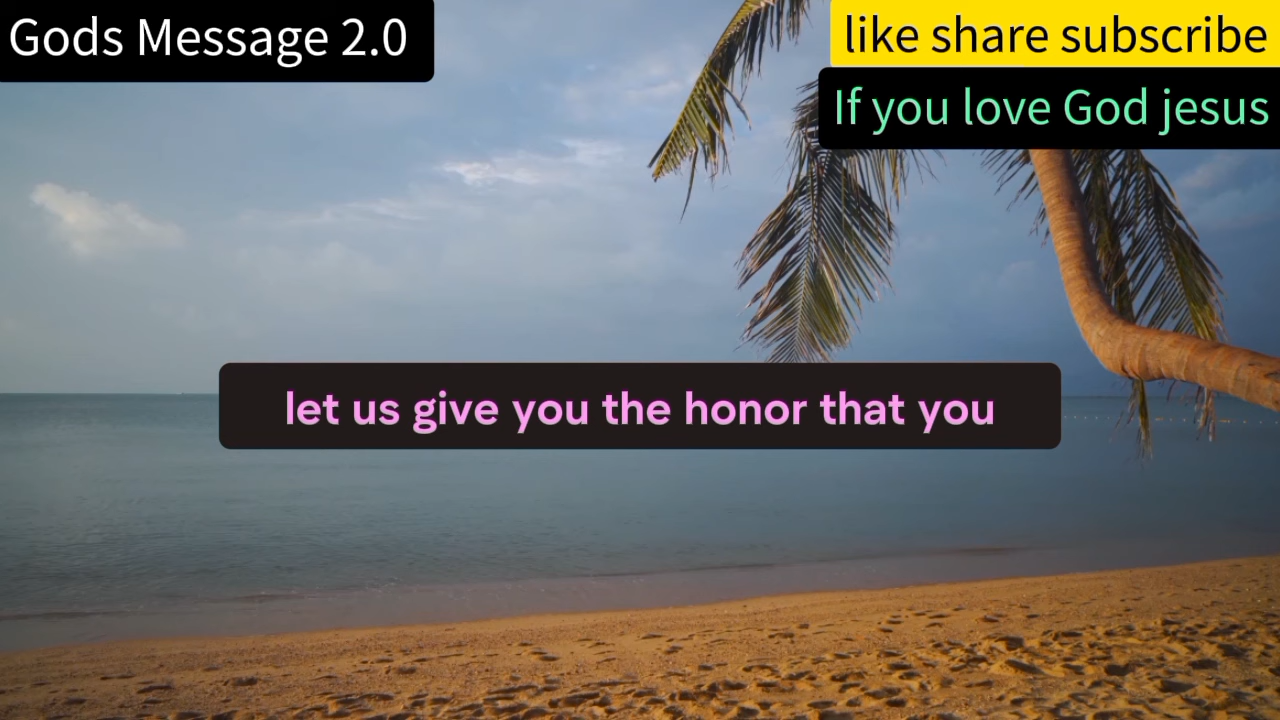 Gods Message 2.0
like share subscribe
If you love God jesus
let us give you the honor that you